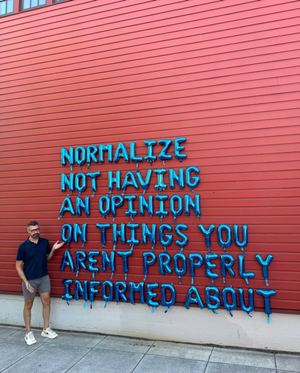 NORMALIZE
NOT HAVING
AN OPINION
ON THINGS YOU
ARENT PROPERLY
INFORMED ABOUT